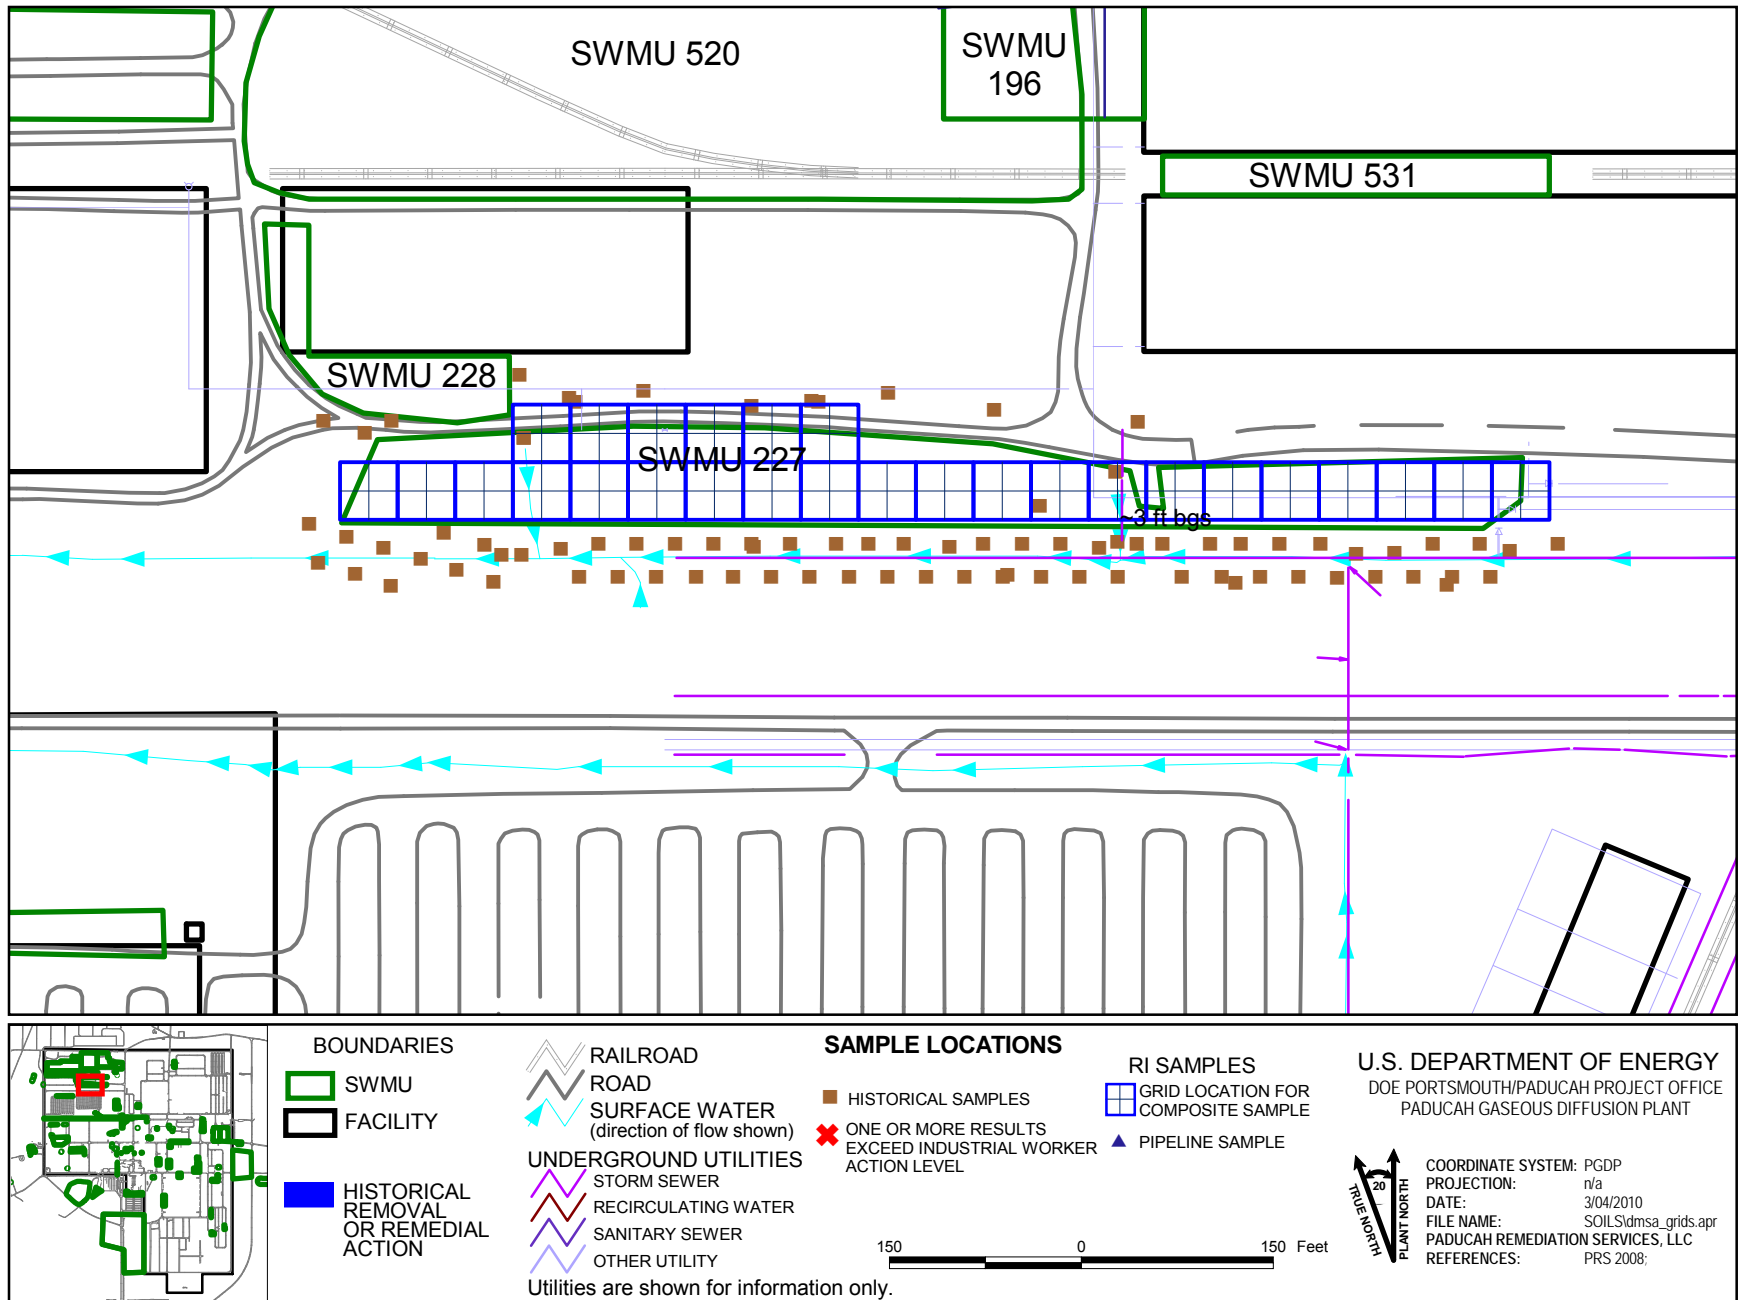 SWMU 520
SWMU
196
SWMU 531
SWMU 228
SWMU 227
~3 ft bgs
BOUNDARIES
SWMU
FACILITY
HISTORICAL
REMOVAL
OR REMEDIAL
ACTION
RAILROAD
ROAD
SURFACE WATER
(direction of flow shown)
UNDERGROUND UTILITIES
STORM SEWER
RECIRCULATING WATER
SANITARY SEWER
OTHER UTILITY
Utilities are shown for information only.
SAMPLE LOCATIONS
HISTORICAL SAMPLES
ONE OR MORE RESULTS
EXCEED INDUSTRIAL WORKER
ACTION LEVEL
RI SAMPLES
GRID LOCATION FOR
COMPOSITE SAMPLE
PIPELINE SAMPLE
150 0 150 Feet
U.S. DEPARTMENT OF ENERGY
DOE PORTSMOUTH/PADUCAH PROJECT OFFICE
PADUCAH GASEOUS DIFFUSION PLANT
20
TRUE NORTH
PLANT NORTH
COORDINATE SYSTEM: PGDP
PROJECTION: n/a
DATE: 3/04/2010
FILE NAME: SOILS\dmsa_grids.apr
PADUCAH REMEDIATION SERVICES, LLC
REFERENCES: PRS 2008;